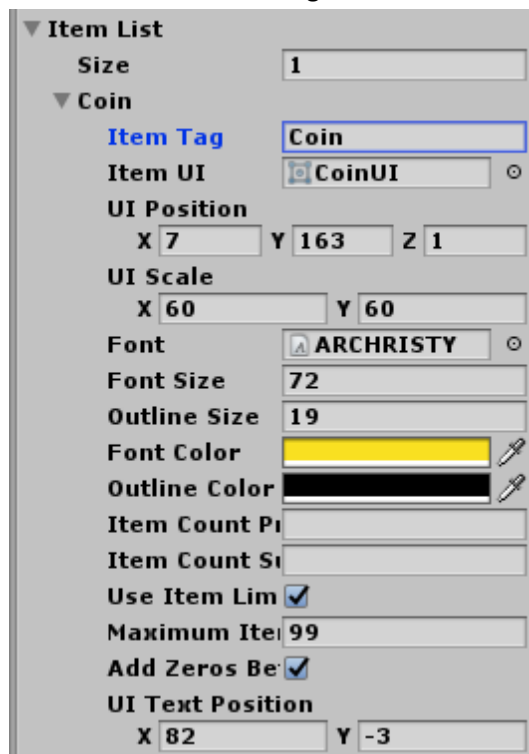 Item List
Size 1
Coin
Item Tag Coin
Item UI CoinUI
UI Position
X 7 Y 163 Z 1
UI Scale
X 60 Y 60
Font ARCHRISTY
Font Size 72
Outline Size 19
Font Color
Outline Color
Item Count P
Item Count S
Use Item Lim
Maximum Ite 99
Add Zeros Be
UI Text Position
X 82 Y -3